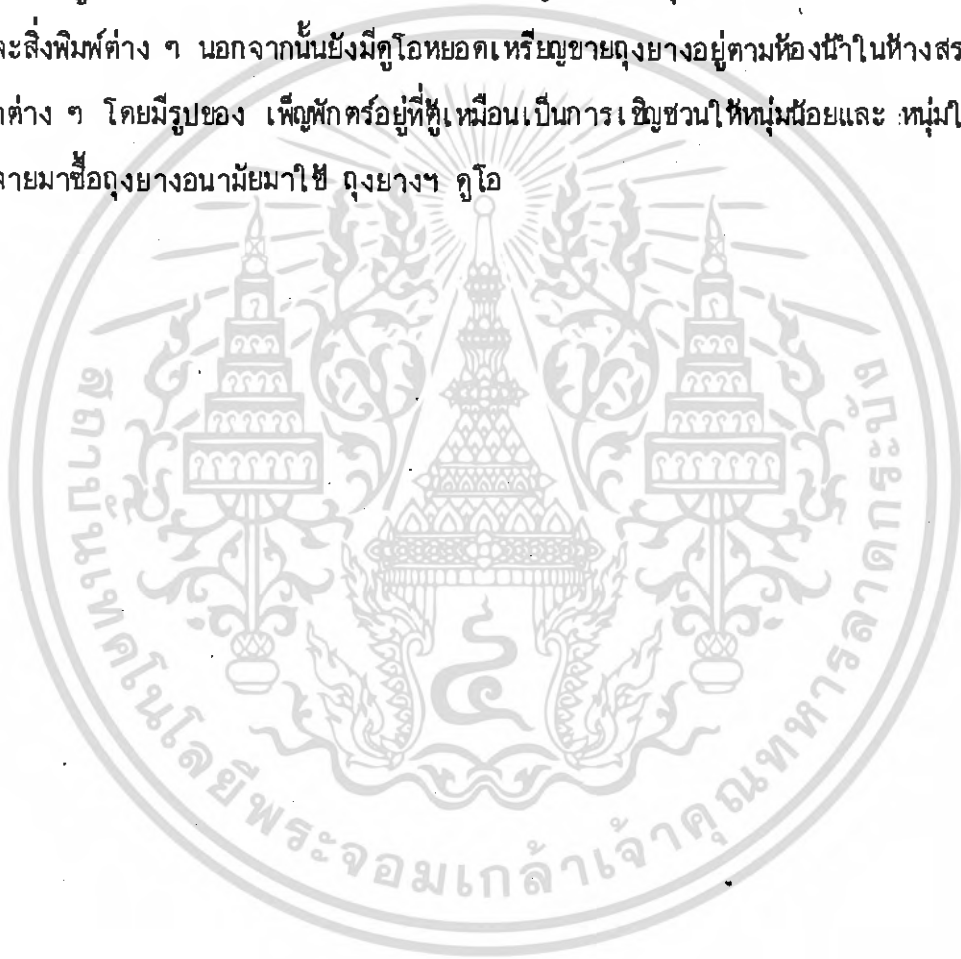 ละสิ่งพิมพ์ต่าง ๆ นอกจากนั้นยังมีดูโอหยอดเหรียญขายถุงยางอยู่ตามห้องน้ำในห้างสร
าต่าง ๆ โดยมีรูปของ เพ็ญพักตร์อยู่ที่ตู้เหมือนเป็นการเชิญชวนให้หนุ่มน้อยและ หนุ่มใ
ลายมาซื้อถุงยางอนามัยมาใช้ ถุงยางฯ ดูโอ
สถาบันเทคโนโลยีพระจอมเกล้าเจ้าคุณทหารลาดกระบัง
๔